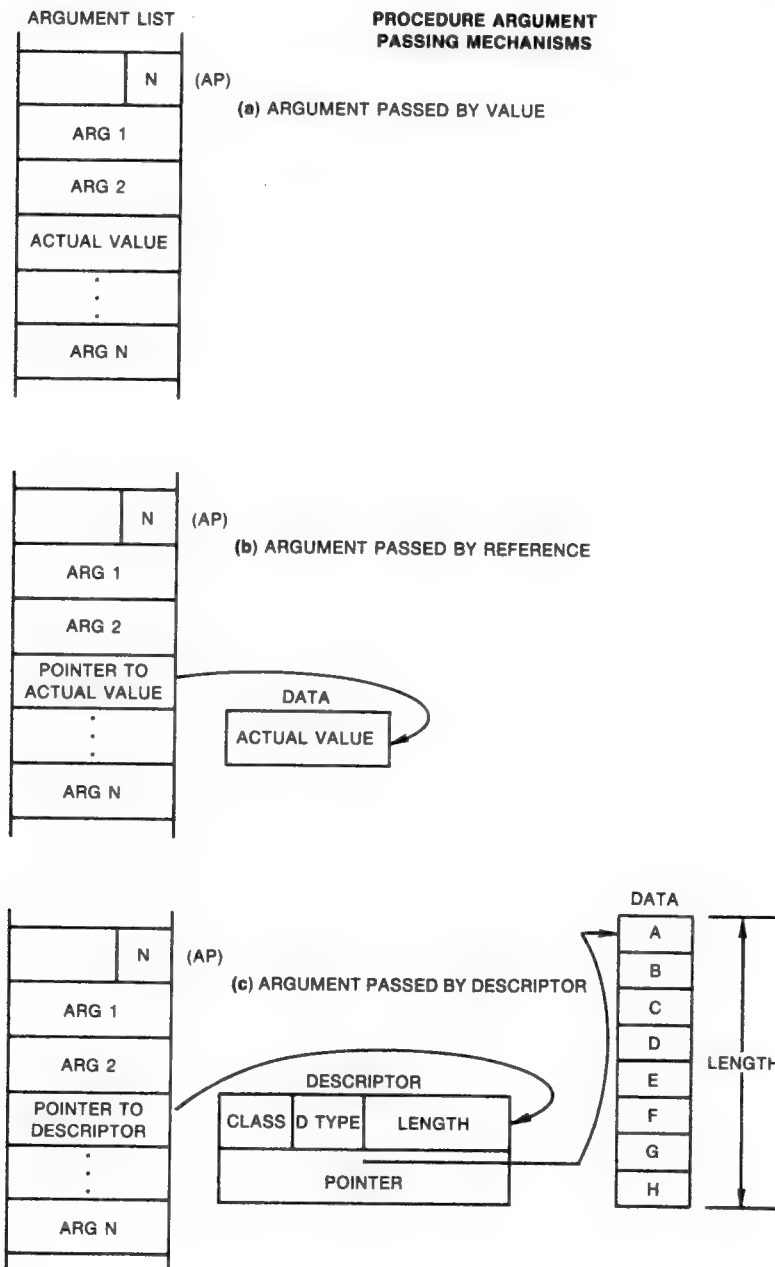 ARGUMENT LIST
PROCEDURE ARGUMENT
PASSING MECHANISMS
N
(AP)
(a) ARGUMENT PASSED BY VALUE
ARG 1
ARG 2
ACTUAL VALUE
ARG N
N
(AP)
(b) ARGUMENT PASSED BY REFERENCE
ARG 1
ARG 2
POINTER TO
ACTUAL VALUE
DATA
ACTUAL VALUE
ARG N
N
(AP)
(c) ARGUMENT PASSED BY DESCRIPTOR
ARG 1
ARG 2
POINTER TO
DESCRIPTOR
ARG N
DESCRIPTOR
CLASS
D TYPE
LENGTH
POINTER
DATA
A
B
C
D
E
F
G
H
LENGTH